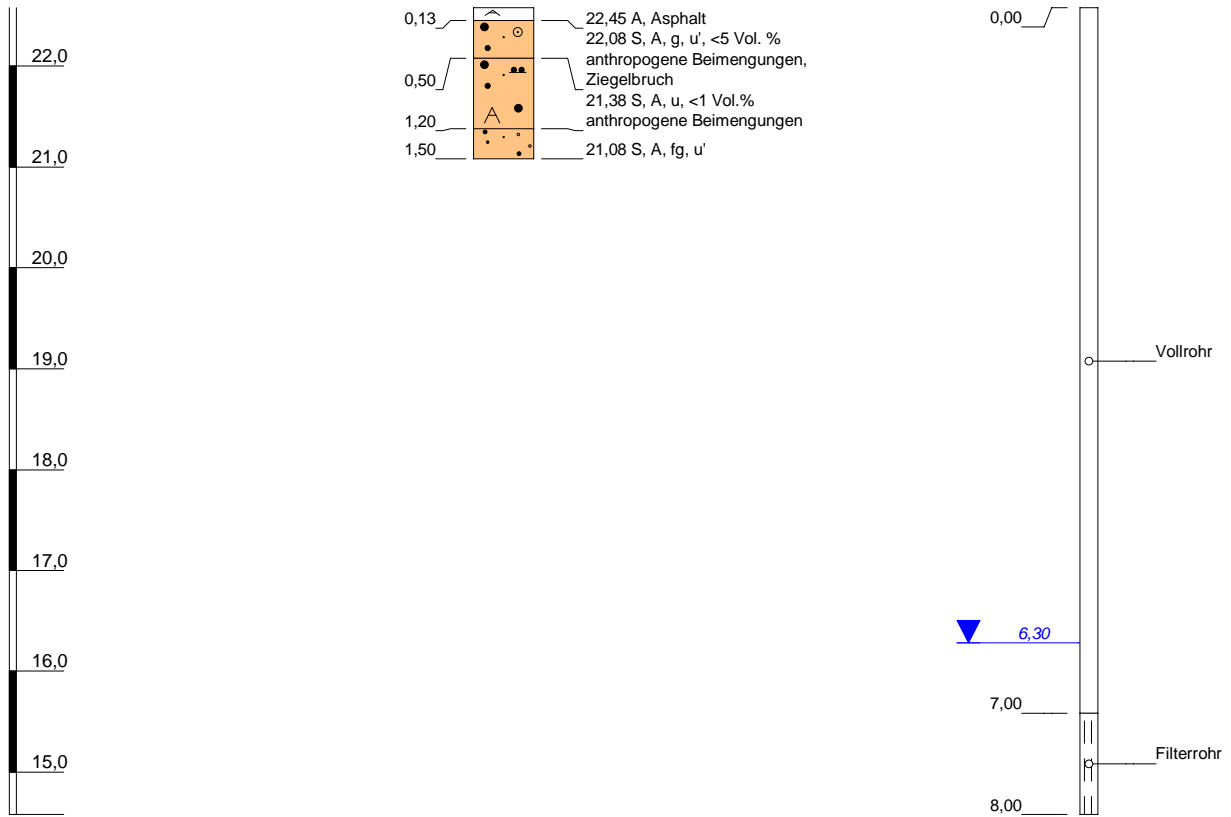 22,0
21,0
20,0
19,0
18,0
17,0
16,0
15,0
0,13
0,50
1,20
1,50
22,45 A, Asphalt
22,08 S, A, g, u', <5 Vol. %
anthropogene Beimengungen,
Ziegelbruch
21,38 S, A, u, <1 Vol.%
anthropogene Beimengungen
21,08 S, A, fg, u'
A
0,00
Vollrohr
6,30
7,00
Filterrohr
8,00